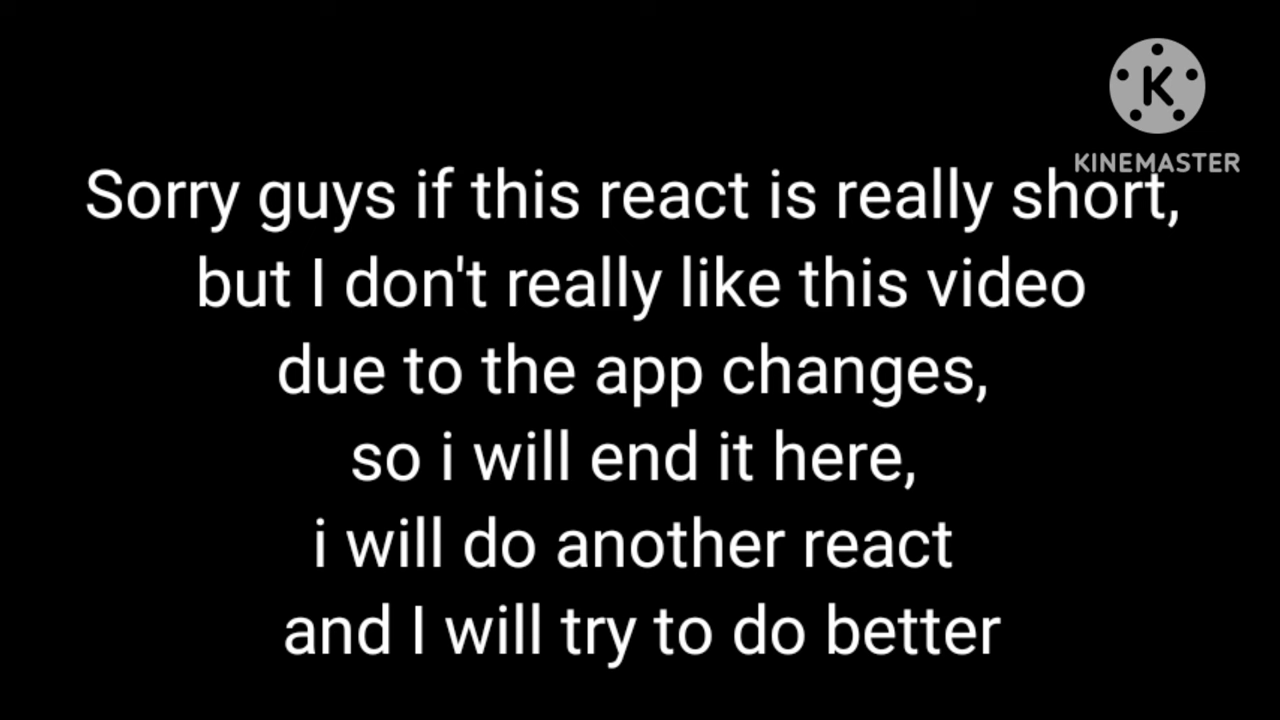 K
KINEMASTER
Sorry guys if this react is really short,
but I don't really like this video
due to the app changes,
so i will end it here,
i will do another react
and I will try to do better